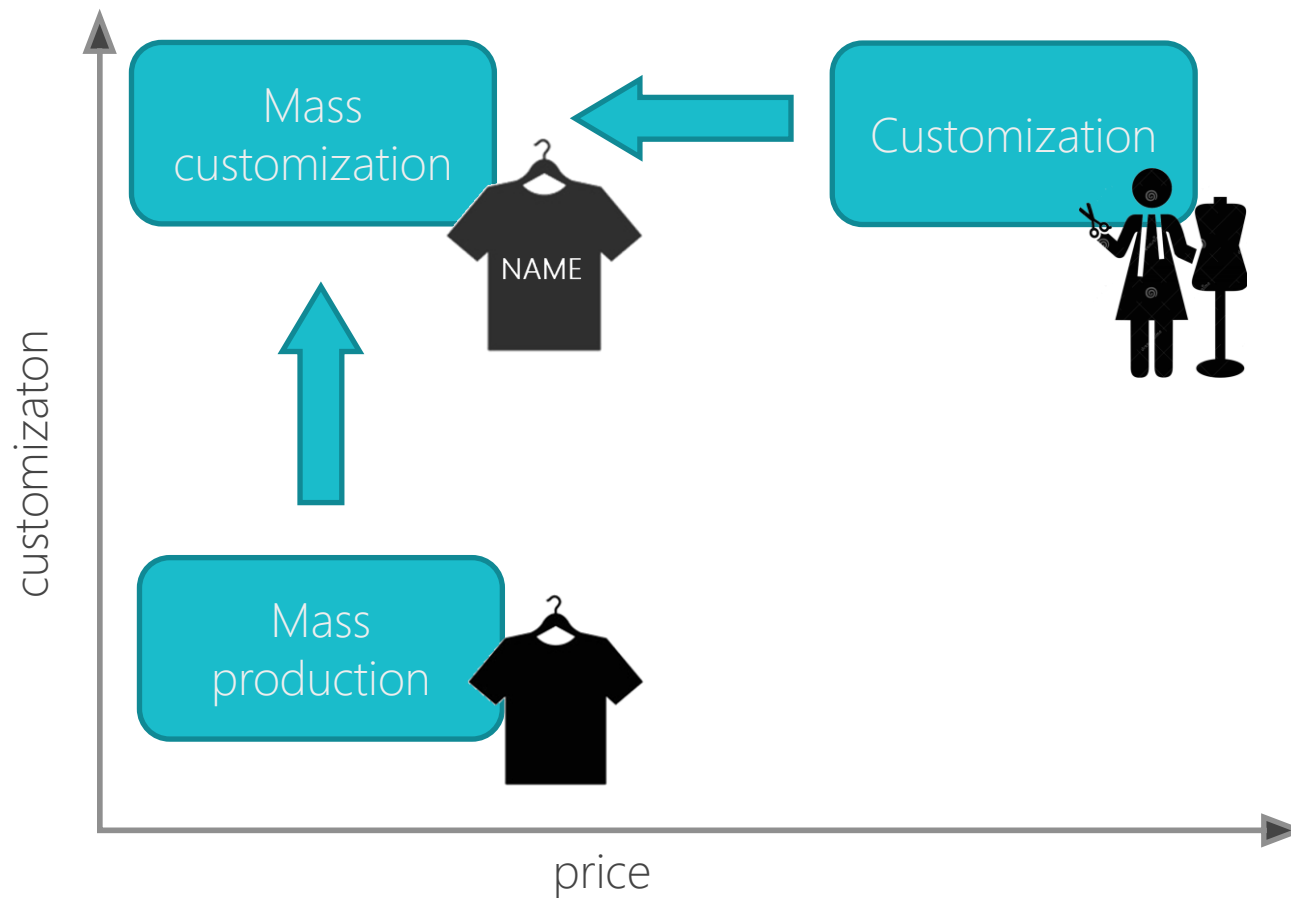 Mass
customization
Customization
NAME
customizaton
Mass
production
price